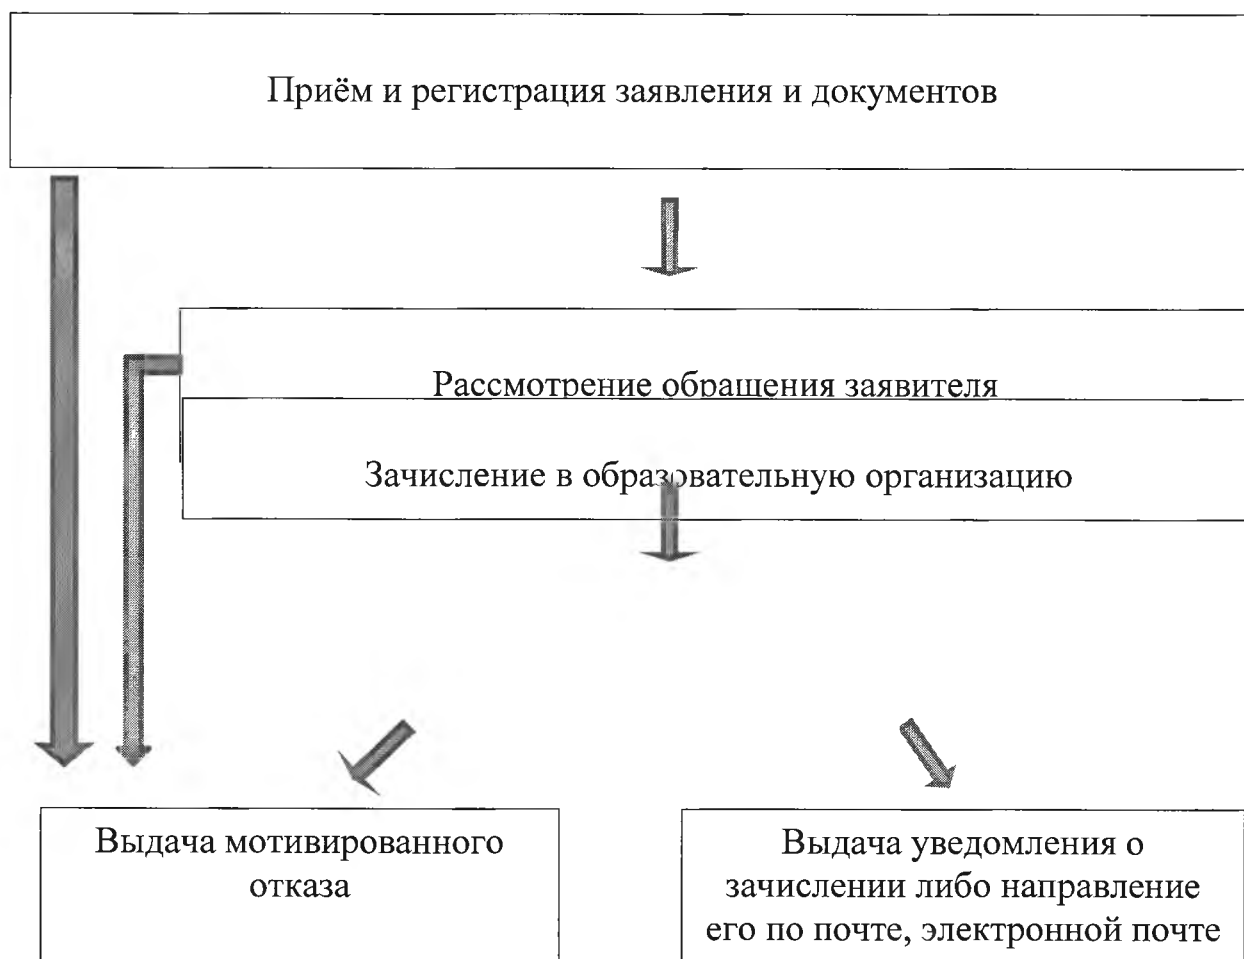 Приём и регистрация заявления и документов
Рассмотрение обращения заявителя
Зачисление в образовательную организацию
Выдача мотивированного
отказа
Выдача уведомления о
зачислении либо направление
его по почте, электронной почте